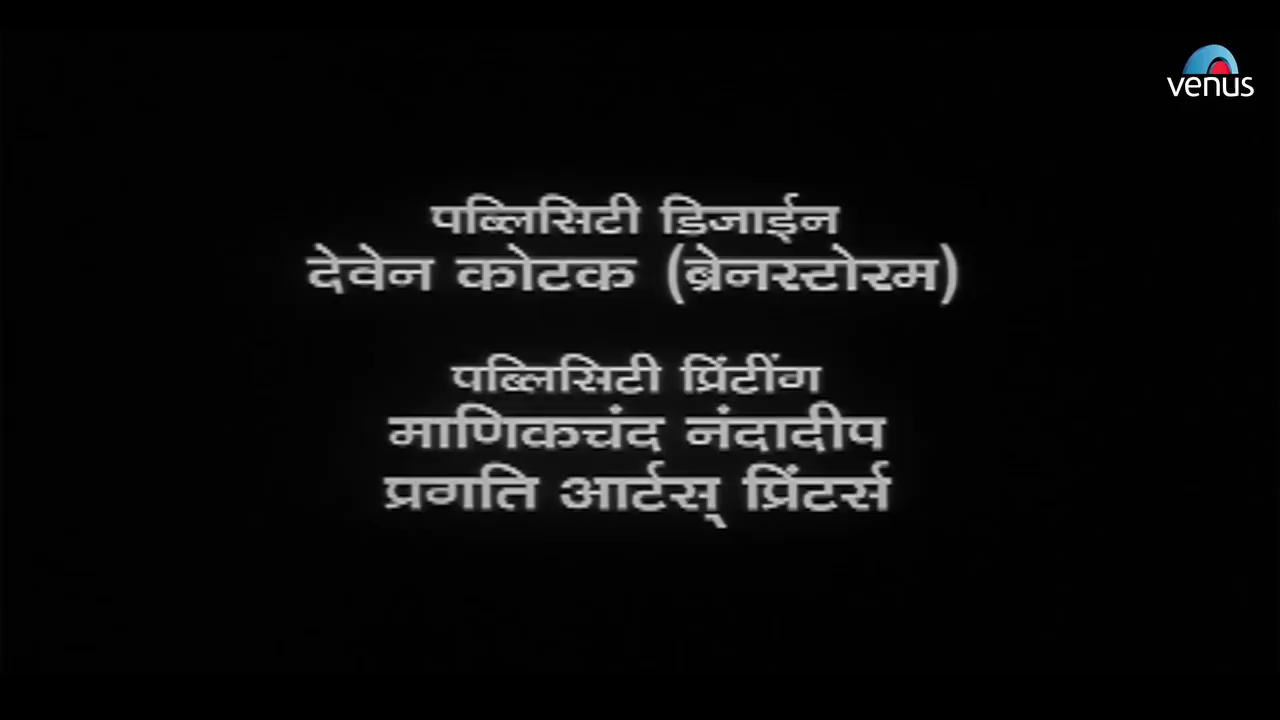 venus
पब्लिसिटी डिजाईन
देवेन कोटक (ब्रेनस्टोरम)
पब्लिसिटी प्रिंटींग
माणिकचंद नंदादीप
प्रगति आर्टस् प्रिंटर्स